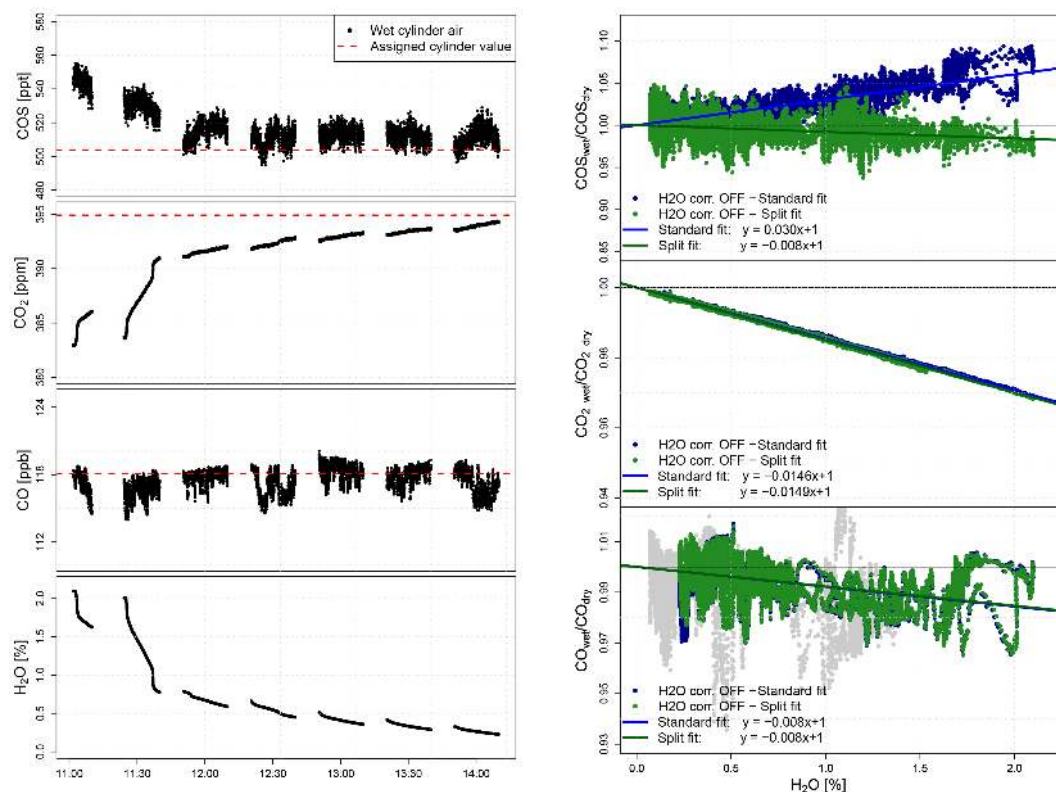 COS [ppt]
580
560
540
520
500
480
Wet cylinder air
Assigned cylinder value
CO2 [ppm]
395
390
385
380
CO [ppb]
124
118
112
H2O [%]
2.0
1.5
1.0
0.5
0.0
11:00
11:30
12:00
12:30
13:00
13:30
14:00
COSwet/COSdry
1.10
1.05
1.00
0.95
0.90
0.85
H2O corr. OFF −Standard fit
H2O corr. OFF −Split fit
Standard fit: y = 0.030x+1
Split fit: y = −0.008x+1
CO2 wet/CO2 dry
1.00
0.98
0.96
0.94
H2O corr. OFF −Standard fit
H2O corr. OFF − Split fit
Standard fit: y = −0.0146x+1
Split fit: y = −0.0149x+1
COwet/COdry
1.01
0.99
0.97
0.95
0.93
H2O corr. OFF −Standard fit
H2O corr. OFF − Split fit
Standard fit: y = −0.008x+1
Split fit: y = −0.008x+1
0.0
0.5
1.0
1.5
2.0
H2O [%]